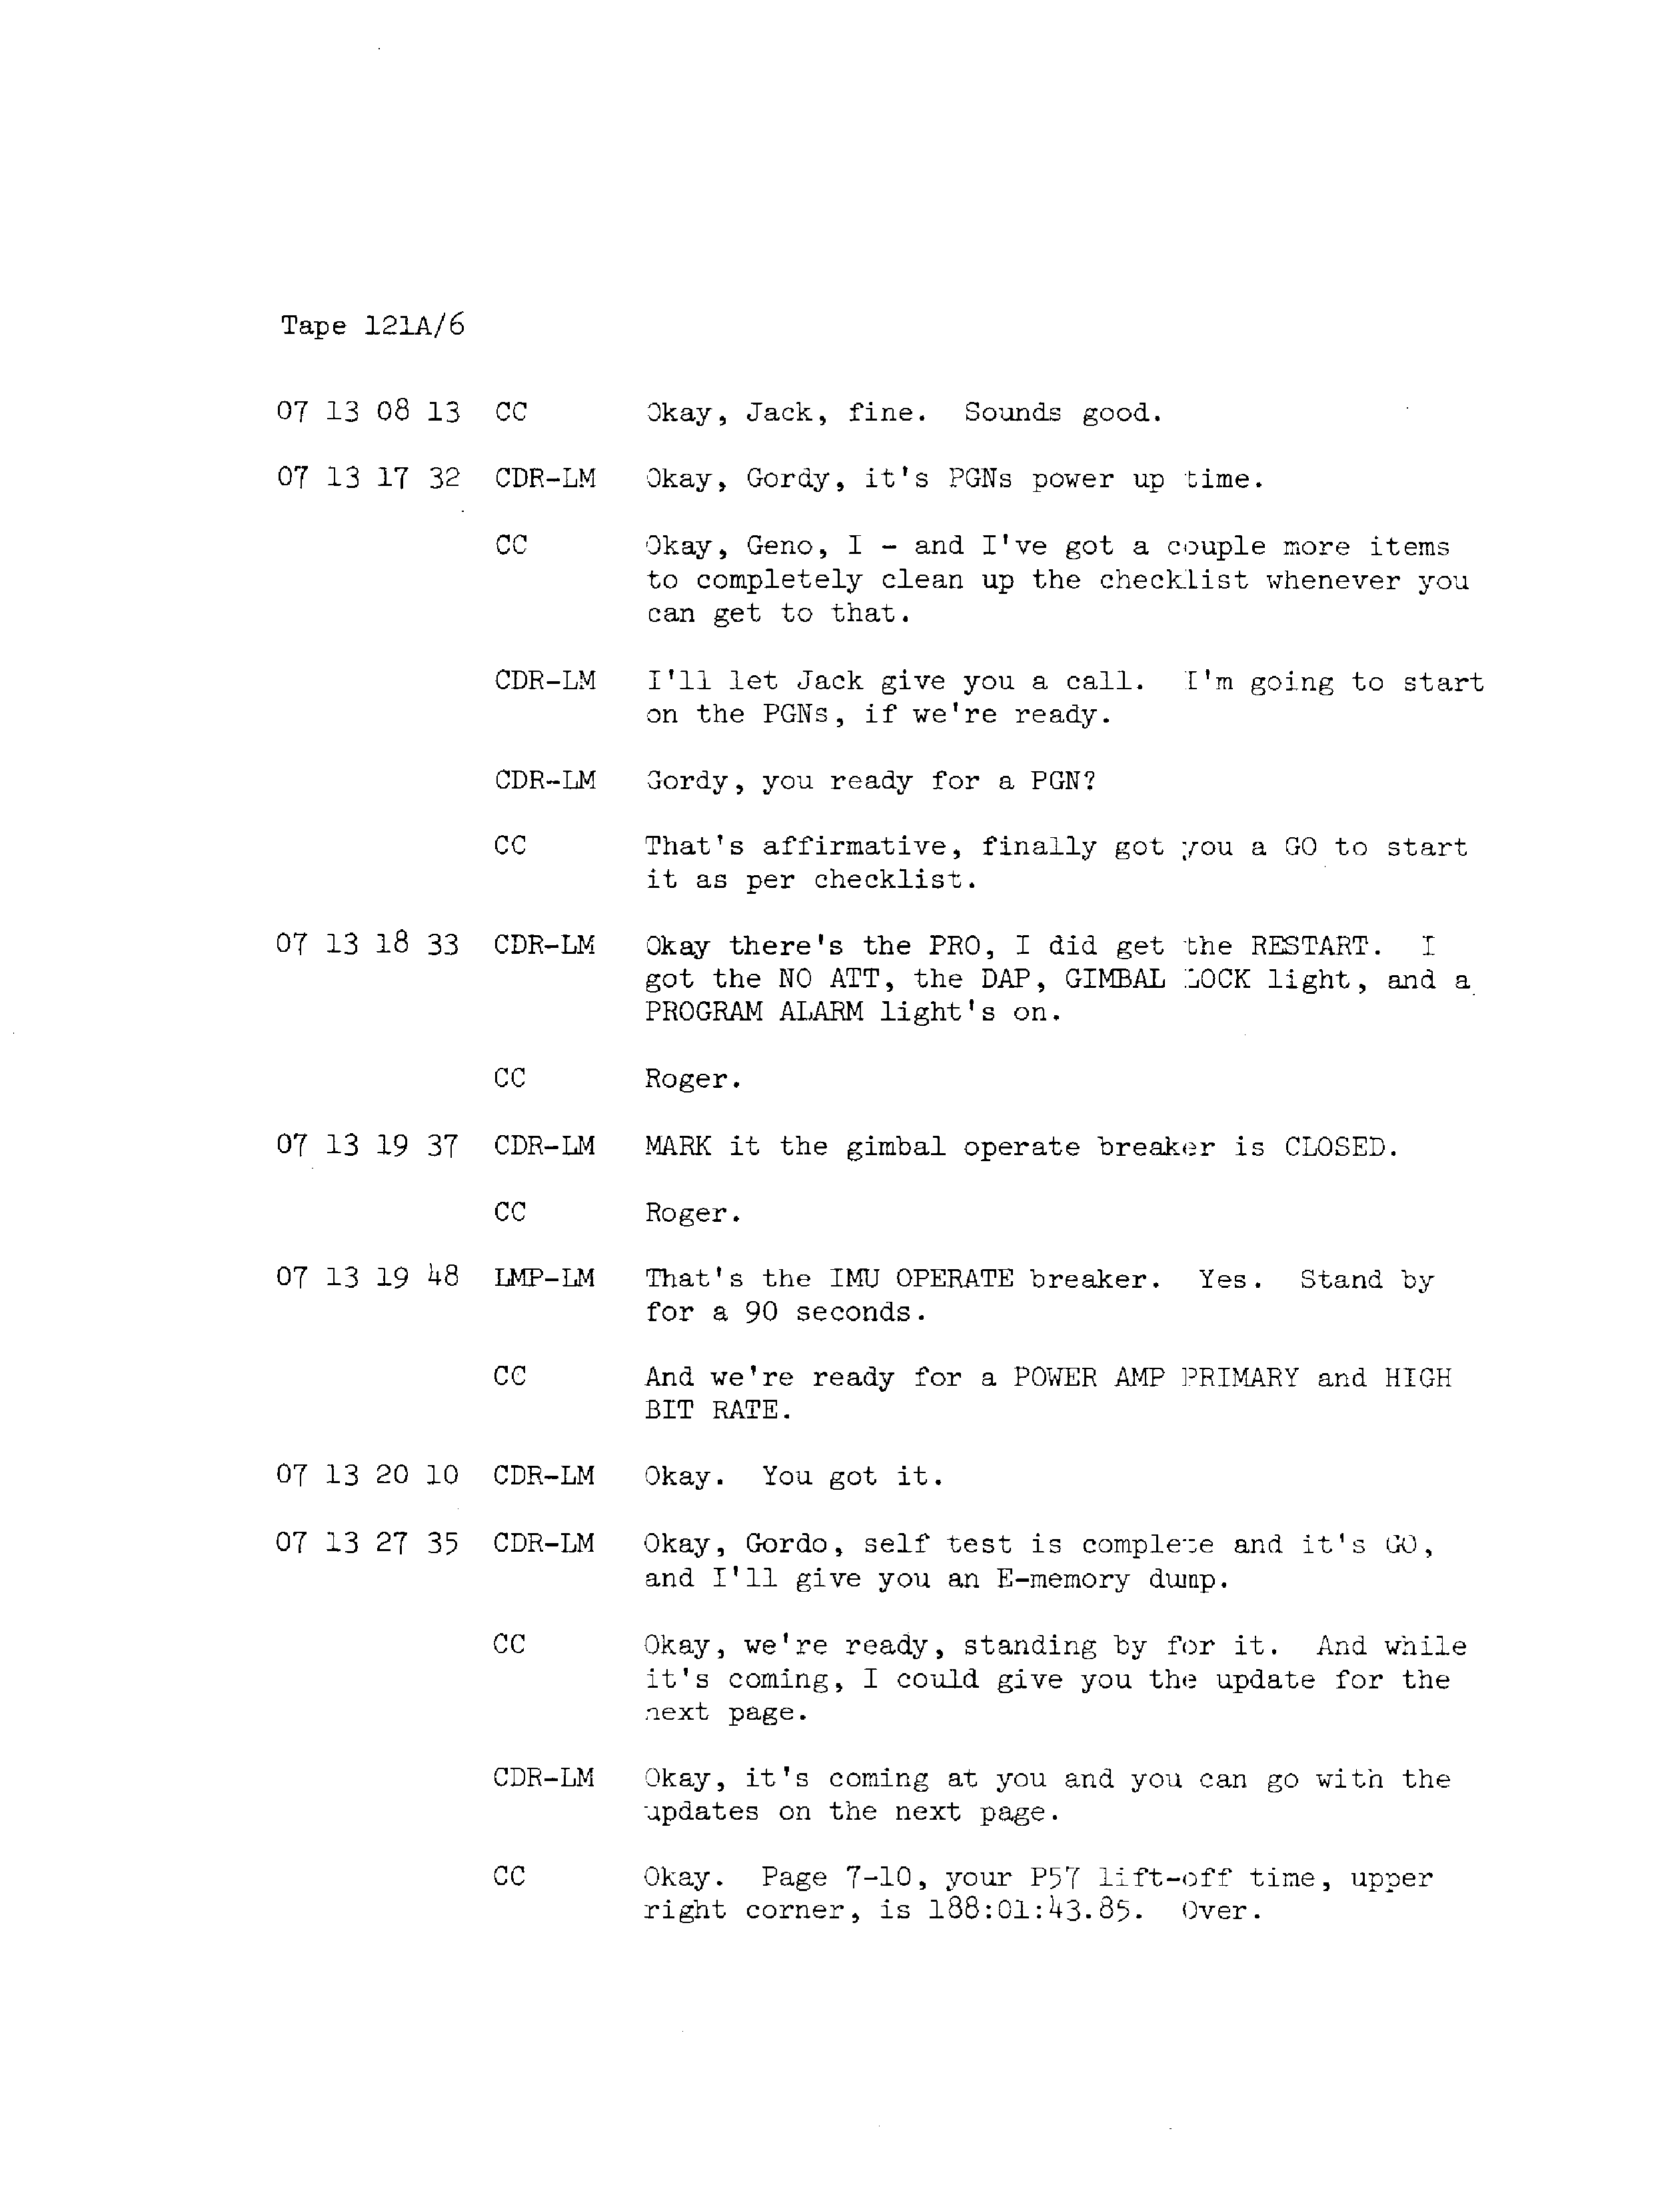 Tape 121A/6
07 13 08 13 CC Okay, Jack, fine. Sounds good.
07 13 17 32 CDR-LM Okay, Gordy, it's PGNs power up time.
CC Okay, Geno, I - and I've got a couple more items
to completely clean up the checklist whenever you
can get to that.
CDR-LM I'll let Jack give you a call. I'm going to start
on the PGNs, if we're ready.
CDR-LM Gordy, you ready for a PGN?
CC That's affirmative, finally got you a GO to start
it as per checklist.
07 13 18 33 CDR-LM Okay there's the PRO, I did get the RESTART. I
got the NO ATT, the DAP, GIMBAL LOCK light, and a
PROGRAM ALARM light's on.
CC Roger.
07 13 19 37 CDR-LM MARK it the gimbal operate breaker is CLOSED.
CC Roger.
07 13 19 48 LMP-LM That's the IMU OPERATE breaker. Yes. Stand by
for a 90 seconds.
CC And we're ready for a POWER AMP PRIMARY and HIGH
BIT RATE.
07 13 20 10 CDR-LM Okay. You got it.
07 13 27 35 CDR-LM Okay, Gordo, self test is complete and it's GO,
and I'll give you an E-memory dump.
CC Okay, we're ready, standing by for it. And while
it's coming, I could give you the update for the
next page.
CDR-LM Okay, it's coming at you and you can go with the
updates on the next page.
CC Okay. Page 7-10, your P57 lift-off time, upper
right corner, is 188:01:43.85. Over.